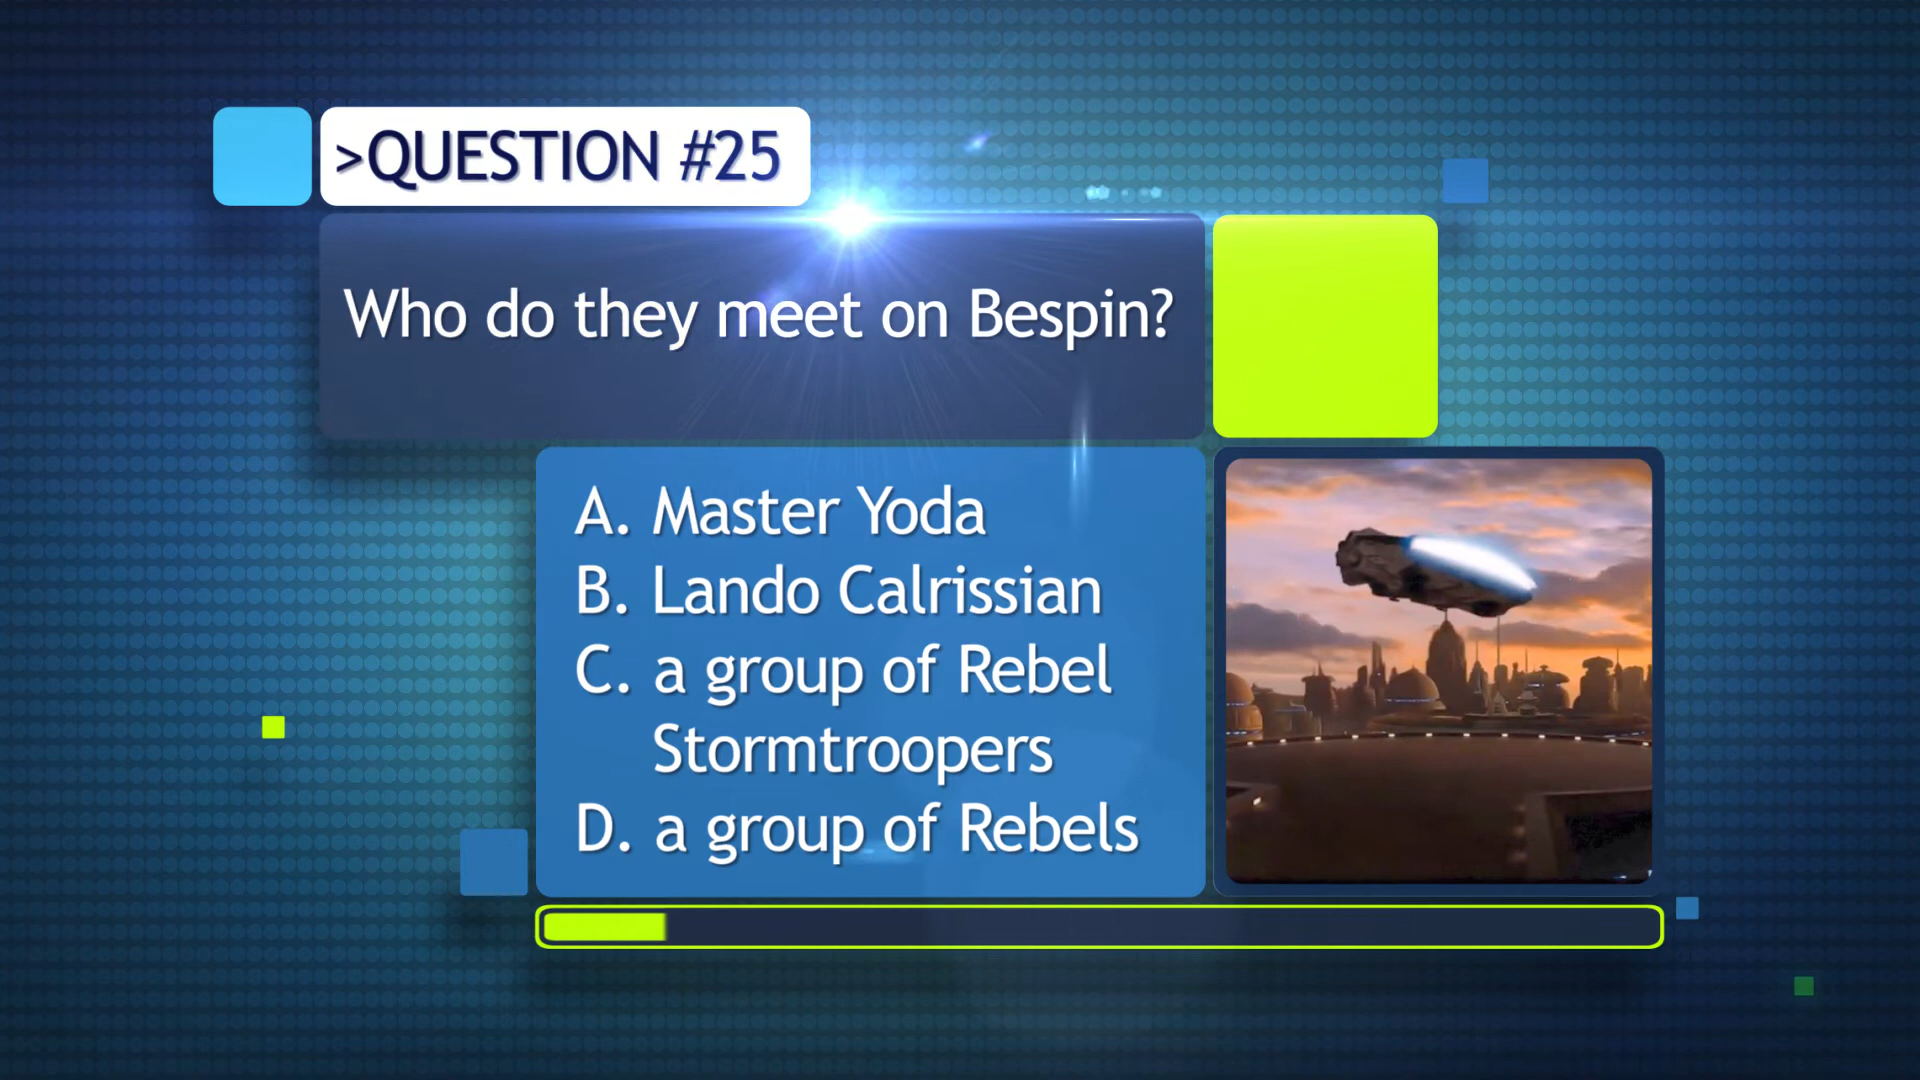 >QUESTION #25
Who do they meet on Bespin?
A. Master Yoda
B. Lando Calrissian
C. a group of Rebel
Stormtroopers
D. a group of Rebels